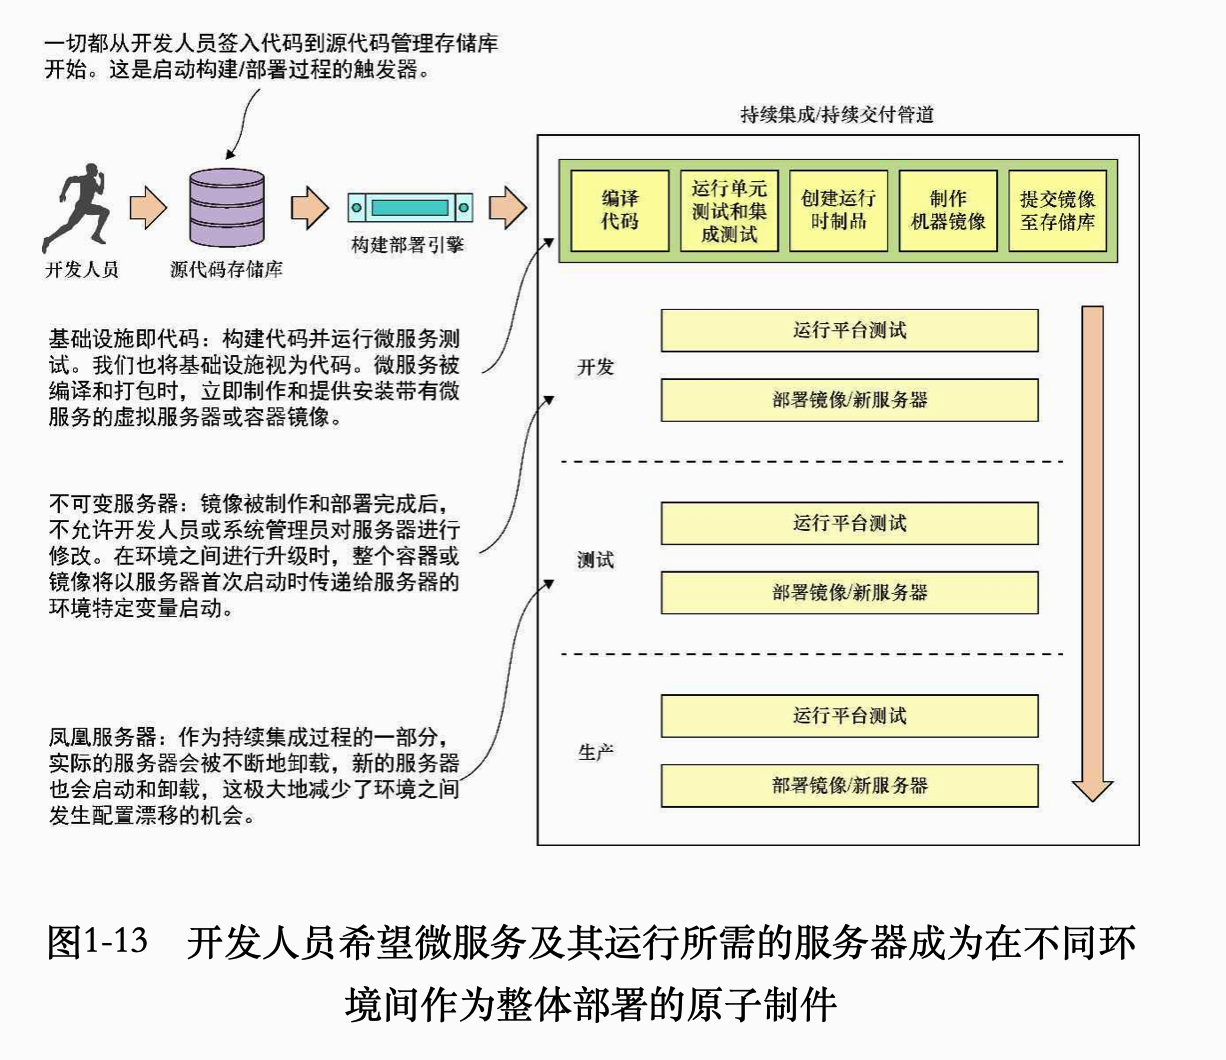 一切都从开发人员签入代码到源代码管理存储库
开始。这是启动构建/部署过程的触发器。
持续集成/持续交付管道
开发人员
源代码存储库
构建部署引擎
编译
代码
运行单元
测试和集
成测试
创建运行
时制品
制作
机器镜像
提交镜像
至存储库
基础设施即代码：构建代码并运行微服务测
试。我们也将基础设施视为代码。微服务被
编译和打包时，立即制作和提供安装带有微
服务的虚拟服务器或容器镜像。
开发
运行平台测试
部署镜像/新服务器
不可变服务器：镜像被制作和部署完成后，
不允许开发人员或系统管理员对服务器进行
修改。在环境之间进行升级时，整个容器或
镜像将以服务器首次启动时传递给服务器的
环境特定变量启动。
测试
运行平台测试
部署镜像/新服务器
凤凰服务器：作为持续集成过程的一部分，
实际的服务器会被不断地卸载，新的服务器
也会启动和卸载，这极大地减少了环境之间
发生配置漂移的机会。
生产
运行平台测试
部署镜像/新服务器
图1-13 开发人员希望微服务及其运行所需的服务器成为在不同环
境间作为整体部署的原子制件